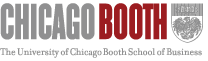 CHICAGO BOOTH
The University of Chicago Booth School of Business